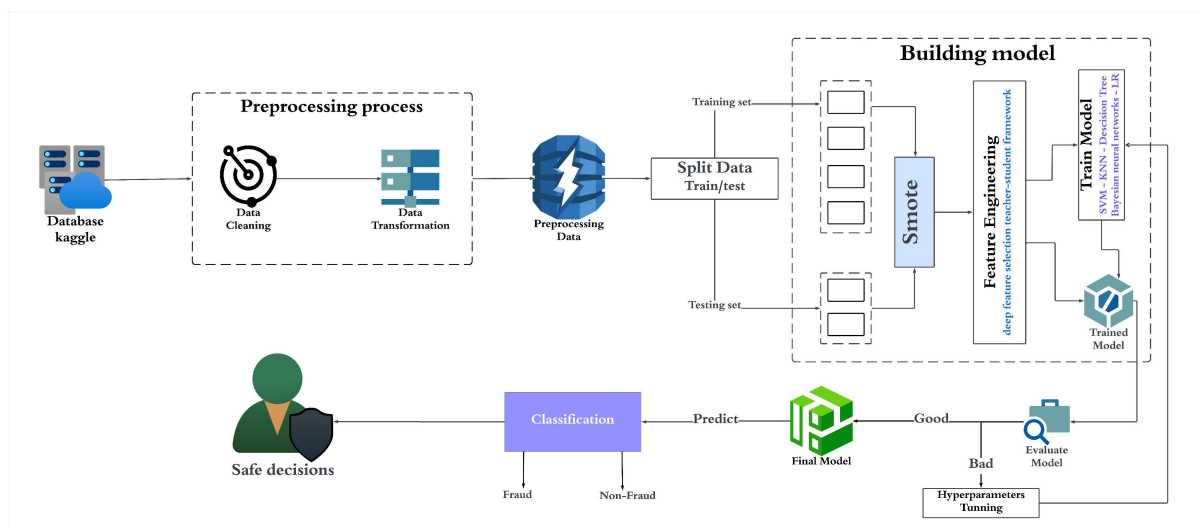 Building model
Preprocessing process
Training set
Database
kaggle
Data
Cleaning
Data
Transformation
Preprocessing
Data
Split Data
Train/test
Testing set
Smote
Feature Engineering
deep feature selection teacher-student framework
Train Model
SVM - KNN - Descision Tree
Bayesian neural networks - LR
Trained
Model
Safe decisions
Classification
Fraud
Non-Fraud
Predict
Final Model
Good
Bad
Evaluate
Model
Hyperparameters
Tunning